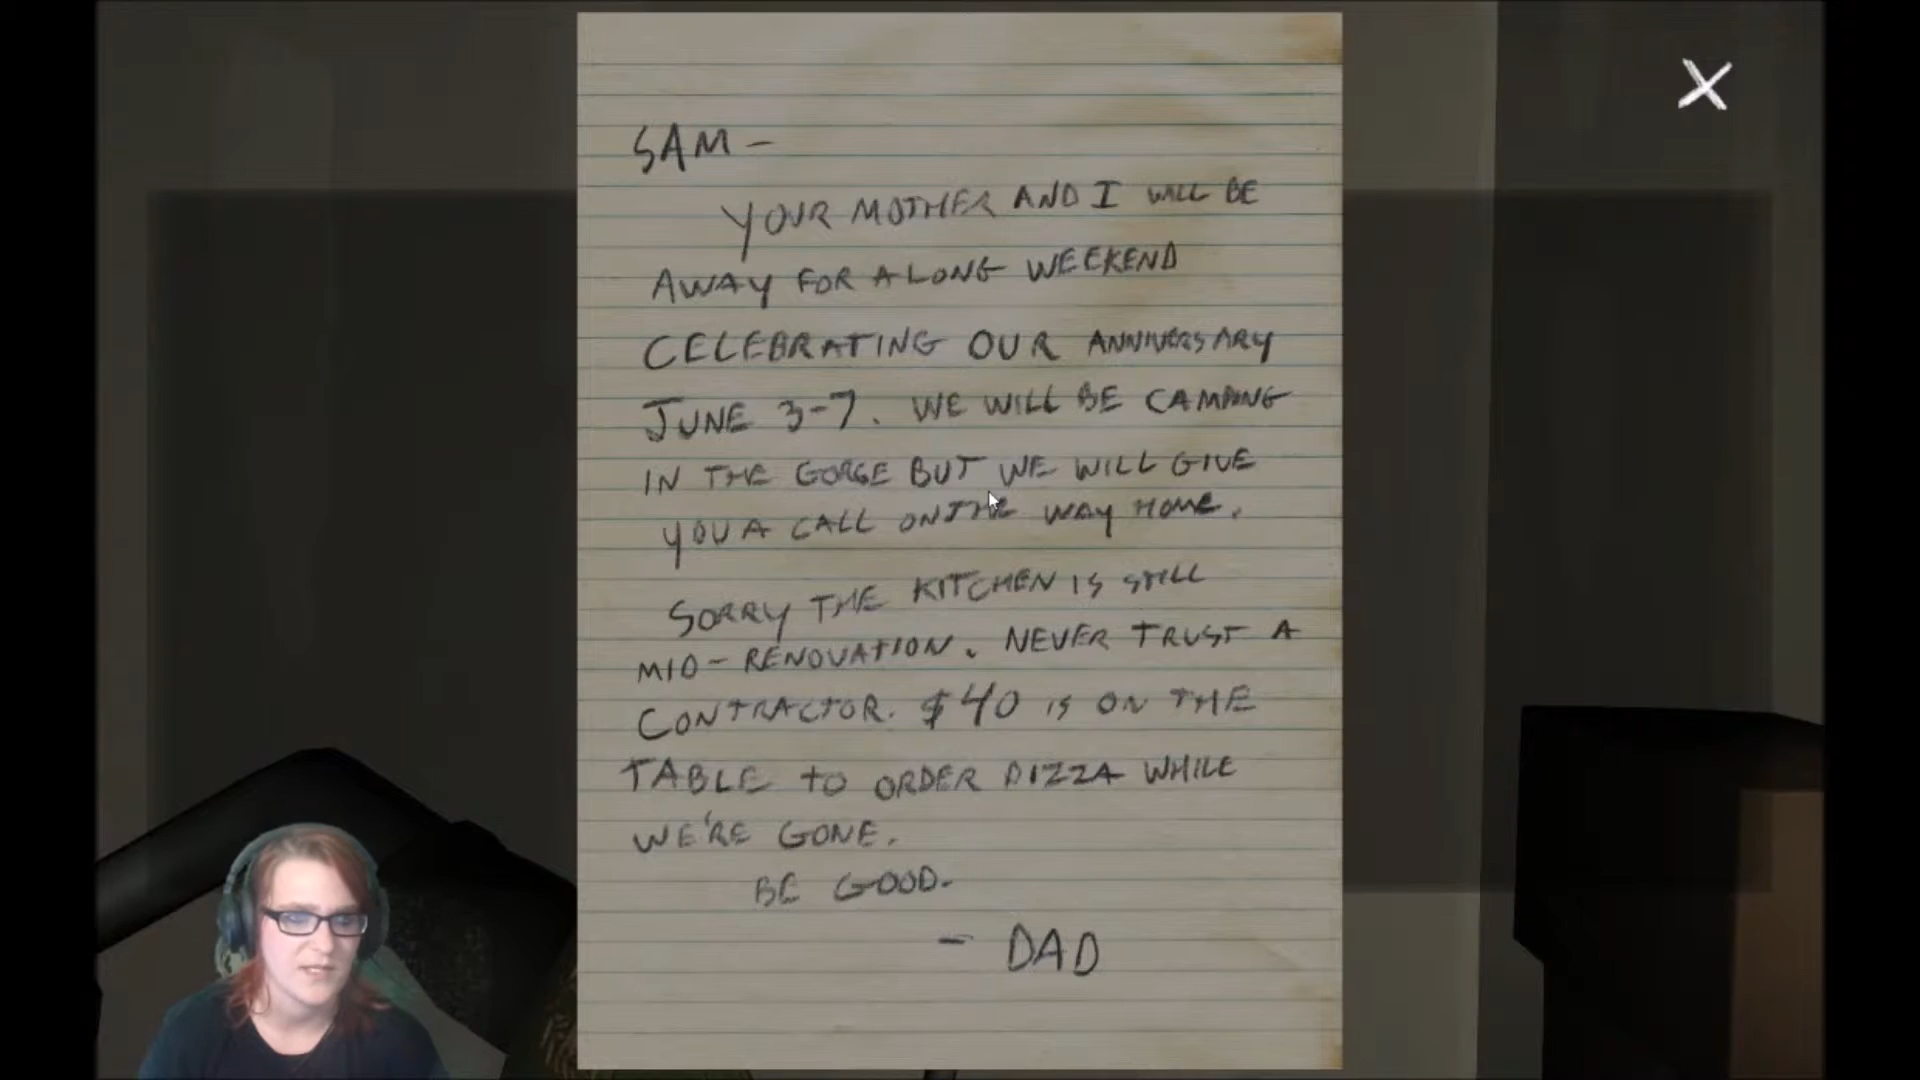 SAM -
YOUR MOTHER AND I WILL BE
AWAY FOR A LONG WEEKEND
CELEBRATING OUR ANNIVERSARY
JUNE 3-7. WE WILL BE CAMPING
IN THE GORGE BUT WE WILL GIVE
YOU A CALL ON THE WAY HOME.
SORRY THE KITCHEN IS STILL
MID-RENOVATION. NEVER TRUST A
CONTRACTOR. $40 IS ON THE
TABLE TO ORDER PIZZA WHILE
WE'RE GONE.
BE GOOD.
- DAD